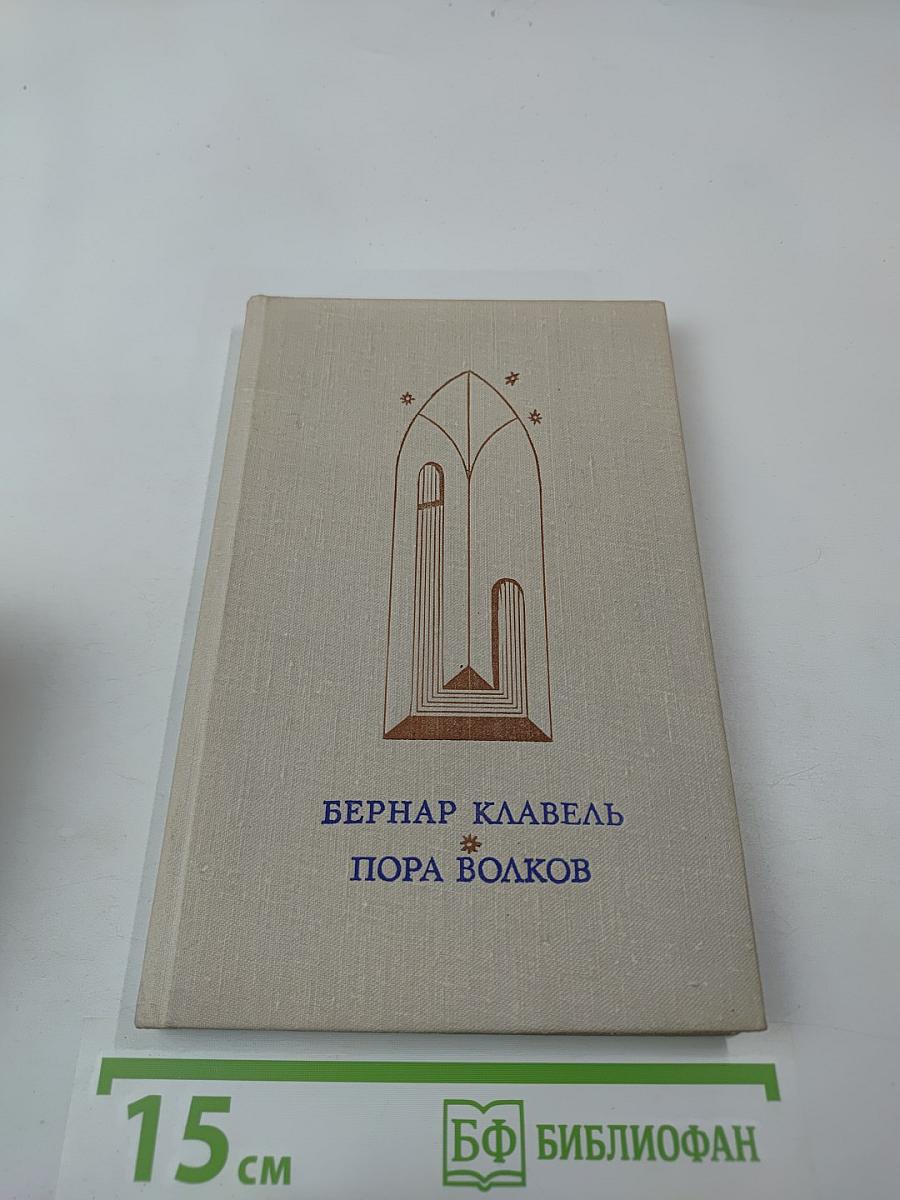 БЕРНАР КЛАВЕЛЬ
ПОРА ВОЛКОВ
15 см
БФ БИБЛИОФАН